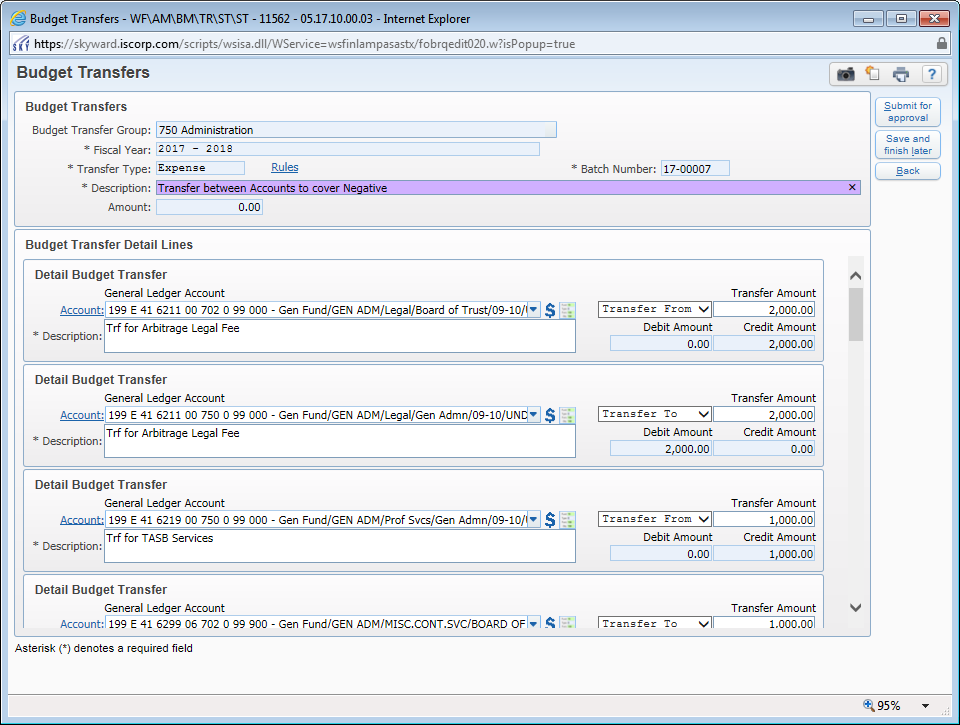 Budget Transfers - WF\AM\BM\TR\ST\ST - 11562 - 05.17.10.00.03 - Internet Explorer
https://skyward.iscorp.com/scripts/wsisa.dll/WService=wsfinlampasastx/fobrqedit020.w?isPopup=true
Budget Transfers
?
Budget Transfers
Budget Transfer Group: 750 Administration
* Fiscal Year: 2017 - 2018
* Transfer Type: Expense Rules * Batch Number: 17-00007
* Description: Transfer between Accounts to cover Negative ×
Amount: 0.00
Submit for approval
Save and finish later
Back
Budget Transfer Detail Lines
Detail Budget Transfer
General Ledger Account Transfer Amount
Account: 199 E 41 6211 00 702 0 99 000 - Gen Fund/GEN ADM/Legal/Board of Trust/09-10/ $ Transfer From 2,000.00
Debit Amount Credit Amount
* Description: Trf for Arbitrage Legal Fee 0.00 2,000.00
Detail Budget Transfer
General Ledger Account Transfer Amount
Account: 199 E 41 6211 00 750 0 99 000 - Gen Fund/GEN ADM/Legal/Gen Admn/09-10/UND $ Transfer To 2,000.00
Debit Amount Credit Amount
* Description: Trf for Arbitrage Legal Fee 2,000.00 0.00
Detail Budget Transfer
General Ledger Account Transfer Amount
Account: 199 E 41 6219 00 750 0 99 000 - Gen Fund/GEN ADM/Prof Svcs/Gen Admn/09-10/ $ Transfer From 1,000.00
Debit Amount Credit Amount
* Description: Trf for TASB Services 0.00 1,000.00
Detail Budget Transfer
General Ledger Account Transfer Amount
Account: 199 E 41 6299 06 702 0 99 900 - Gen Fund/GEN ADM/MISC.CONT.SVC/BOARD OF $ Transfer To 1,000.00
Asterisk (*) denotes a required field
95%